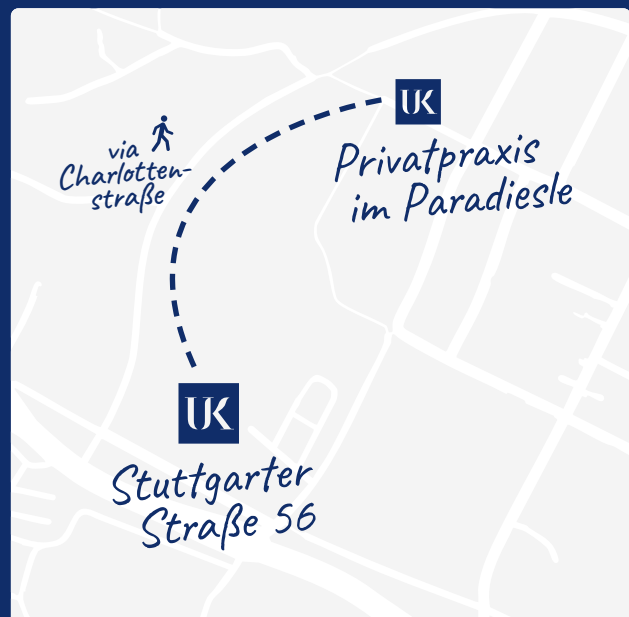 UK
Privatpraxis
im Paradiesle
via
Charlotten-
straße
UK
Stuttgarter
Straße 56